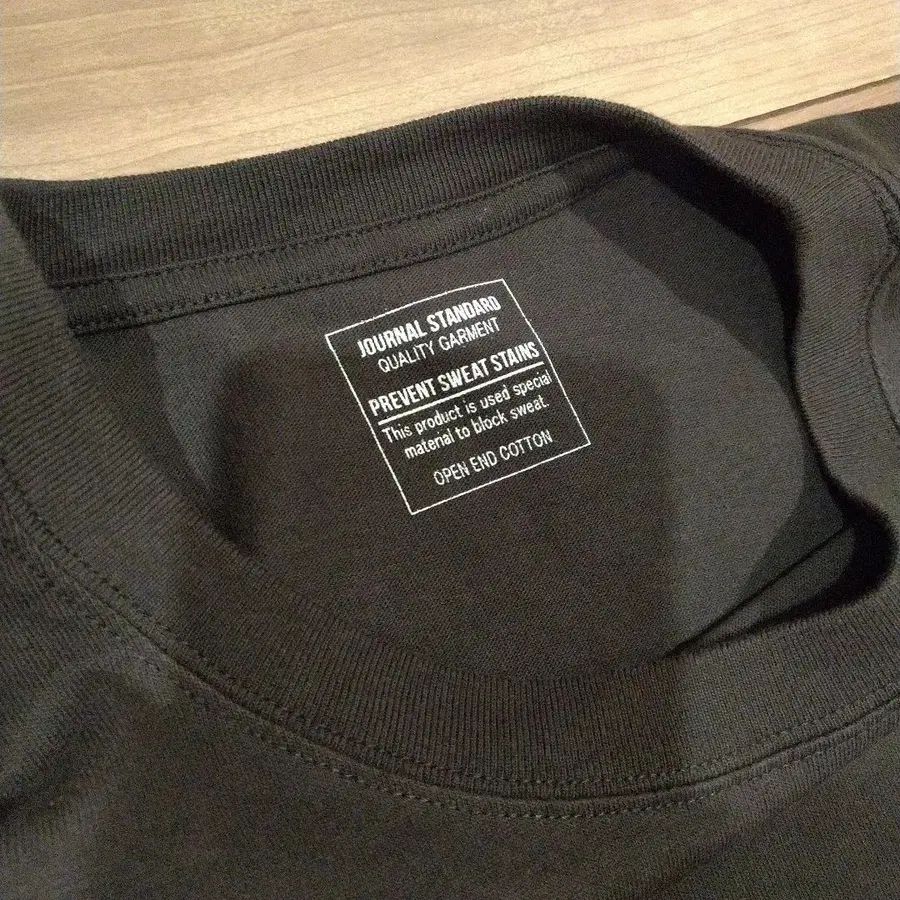 JOURNAL STANDARD
QUALITY GARMENT
PREVENT SWEAT STAINS
This product is used special
material to block sweat.
OPEN END COTTON